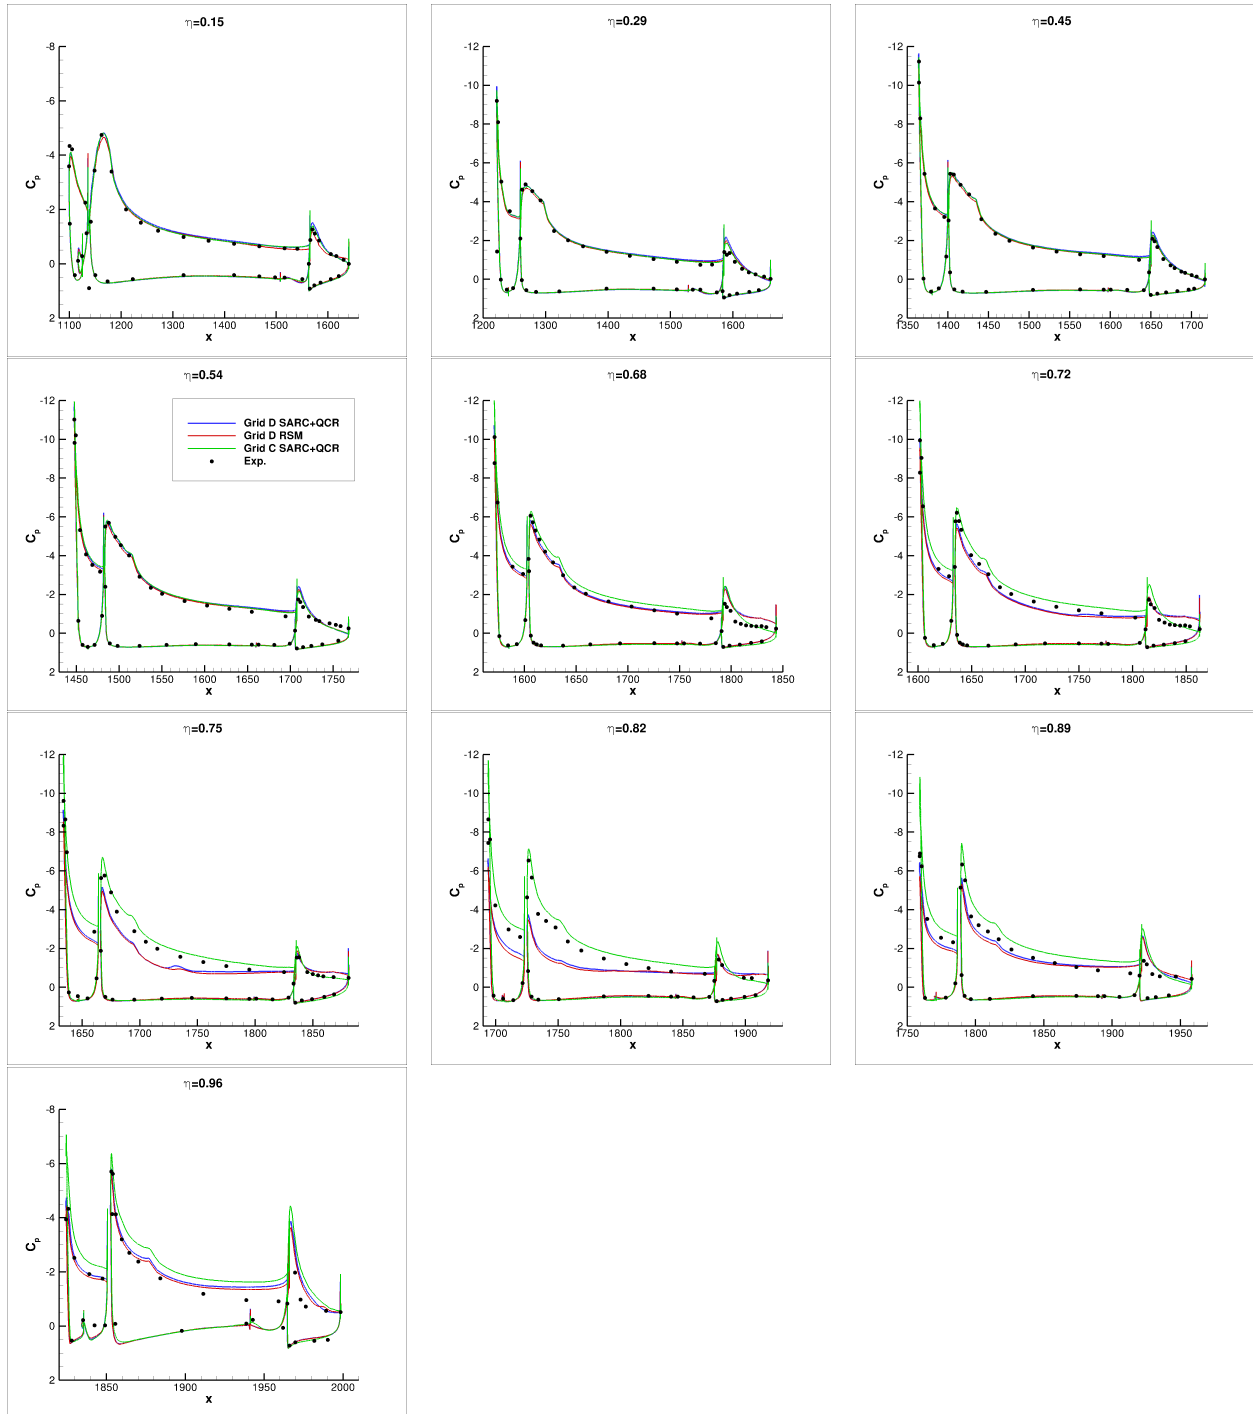 η=0.15
η=0.29
η=0.45
-8
-6
-4
-2
0
2
Cp
1100 1200 1300 1400 1500 1600
x
-12
-10
-8
-6
-4
-2
0
2
Cp
1200 1300 1400 1500 1600
x
-12
-10
-8
-6
-4
-2
0
2
Cp
1350 1400 1450 1500 1550 1600 1650 1700
x
η=0.54
η=0.68
η=0.72
-12
-10
-8
-6
-4
-2
0
2
Cp
Grid D SARC+QCR
Grid D RSM
Grid C SARC+QCR
Exp.
1450 1500 1550 1600 1650 1700 1750
x
-12
-10
-8
-6
-4
-2
0
2
Cp
1600 1650 1700 1750 1800 1850
x
-12
-10
-8
-6
-4
-2
0
2
Cp
1600 1650 1700 1750 1800 1850
x
η=0.75
η=0.82
η=0.89
-12
-10
-8
-6
-4
-2
0
2
Cp
1650 1700 1750 1800 1850
x
-12
-10
-8
-6
-4
-2
0
2
Cp
1700 1750 1800 1850 1900
x
-12
-10
-8
-6
-4
-2
0
2
Cp
1750 1800 1850 1900 1950
x
η=0.96
-8
-6
-4
-2
0
2
Cp
1850 1900 1950 2000
x